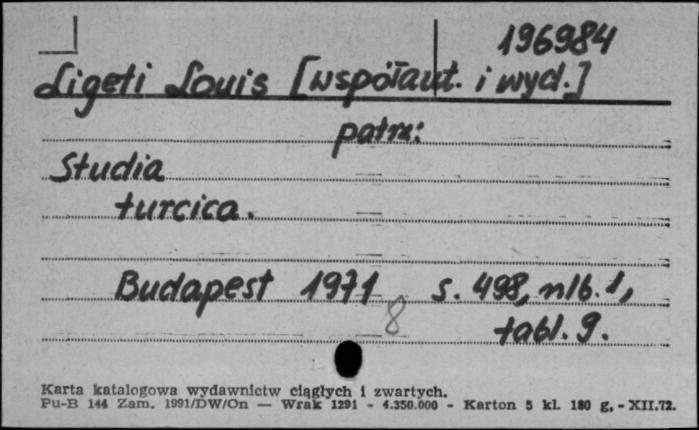 196984
Ligeti Louis [współaut. i wyd.]
patrz:
Studia
turcica.
Budapest 1971 s. 498, nlb. 1,
8
tabl. 9.
Karta katalogowa wydawnictw ciągłych i zwartych.
Pu-B 144 Zam. 1991/DW/On — Wrak 1291 - 4.350.000 - Karton 5 kl. 180 g, - XII.72.